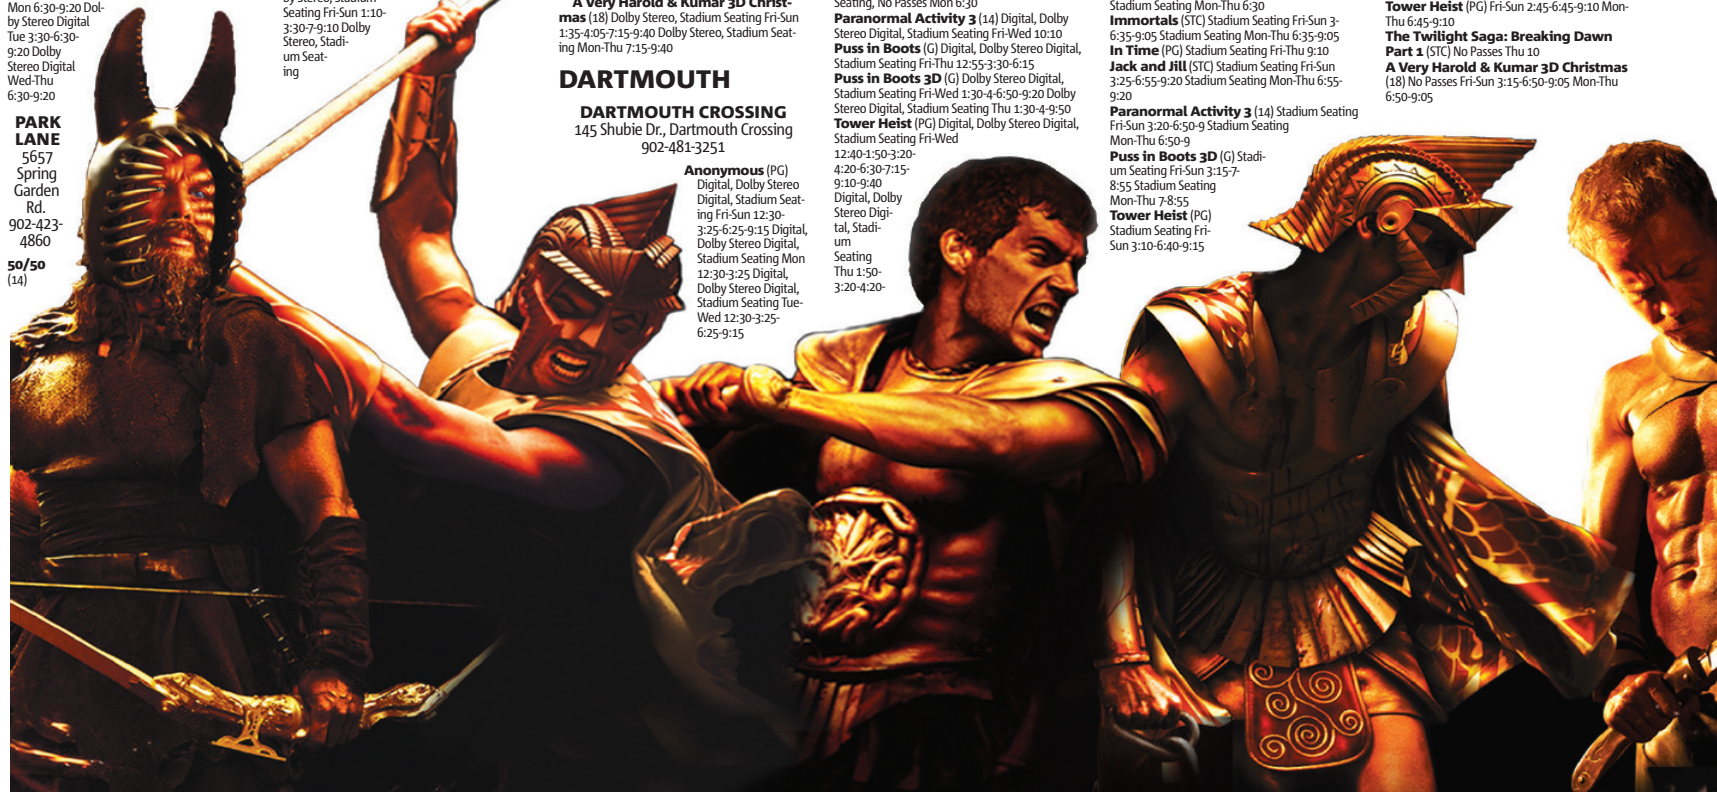 Mon 6:30-9:20 Dol-
by Stereo Digital
Tue 3:30-6:30-
9:20 Dolby
Stereo Digital
Wed-Thu
6:30-9:20
PARK
LANE
5657
Spring
Garden
Rd.
902-423-
4860
50/50
(14)
Seating Fri-Sun 1:10-
3:30-7-9:10 Dolby
Stereo, Stadi-
um Seat-
ing
A Very Harold & Kumar 3D Christ-
mas (18) Dolby Stereo, Stadium Seating Fri-Sun
1:35-4:05-7:15-9:40 Dolby Stereo, Stadium Seat-
ing Mon-Thu 7:15-9:40
DARTMOUTH
DARTMOUTH CROSSING
145 Shubie Dr., Dartmouth Crossing
902-481-3251
Anonymous (PG)
Digital, Dolby Stereo
Digital, Stadium Seat-
ing Fri-Sun 12:30-
3:25-6:25-9:15 Digital,
Dolby Stereo Digital,
Stadium Seating Mon
12:30-3:25 Digital,
Dolby Stereo Digital,
Stadium Seating Tue-
Wed 12:30-3:25-
6:25-9:15
Seating, No Passes Mon 6:30
Paranormal Activity 3 (14) Digital, Dolby
Stereo Digital, Stadium Seating Fri-Wed 10:10
Puss in Boots (G) Digital, Dolby Stereo Digital,
Stadium Seating Fri-Thu 12:55-3:30-6:15
Puss in Boots 3D (G) Dolby Stereo Digital,
Stadium Seating Fri-Wed 1:30-4-6:50-9:20 Dolby
Stereo Digital, Stadium Seating Thu 1:30-4-9:50
Tower Heist (PG) Digital, Dolby Stereo Digital,
Stadium Seating Fri-Wed
12:40-1:50-3:20-
4:20-6:30-7:15-
9:10-9:40
Digital, Dolby
Stereo Digi-
tal, Stadi-
um
Seating
Thu 1:50-
3:20-4:20-
Stadium Seating Mon-Thu 6:30
Immortals (STC) Stadium Seating Fri-Sun 3-
6:35-9:05 Stadium Seating Mon-Thu 6:35-9:05
In Time (PG) Stadium Seating Fri-Thu 9:10
Jack and Jill (STC) Stadium Seating Fri-Sun
3:25-6:55-9:20 Stadium Seating Mon-Thu 6:55-
9:20
Paranormal Activity 3 (14) Stadium Seating
Fri-Sun 3:20-6:50-9 Stadium Seating
Mon-Thu 6:50-9
Puss in Boots 3D (G) Stadi-
um Seating Fri-Sun 3:15-7-
8:55 Stadium Seating
Mon-Thu 7-8:55
Tower Heist (PG)
Stadium Seating Fri-
Sun 3:10-6:40-9:15
Tower Heist (PG) Fri-Sun 2:45-6:45-9:10 Mon-
Thu 6:45-9:10
The Twilight Saga: Breaking Dawn
Part 1 (STC) No Passes Thu 10
A Very Harold & Kumar 3D Christmas
(18) No Passes Fri-Sun 3:15-6:50-9:05 Mon-Thu
6:50-9:05